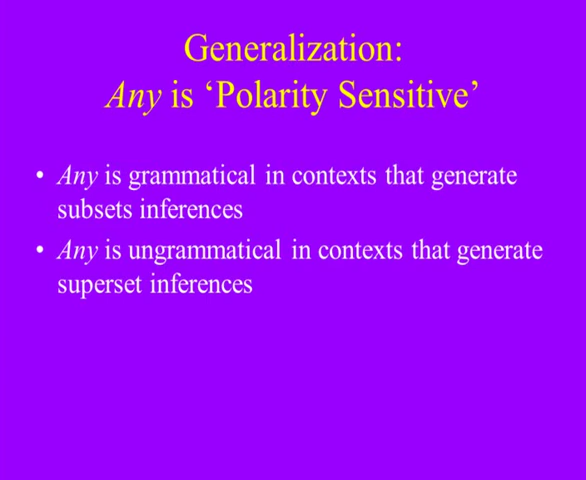 Generalization:
Any is ‘Polarity Sensitive’
• Any is grammatical in contexts that generate
subsets inferences
• Any is ungrammatical in contexts that generate
superset inferences